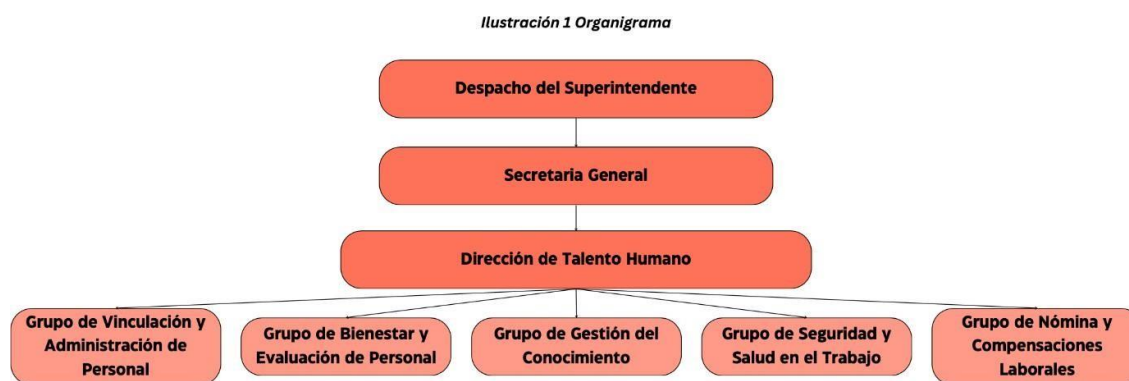 Ilustración 1 Organigrama
Despacho del Superintendente
Secretaria General
Dirección de Talento Humano
Grupo de Vinculación y
Administración de
Personal
Grupo de Bienestar y
Evaluación de Personal
Grupo de Gestión del
Conocimiento
Grupo de Seguridad y
Salud en el Trabajo
Grupo de Nómina y
Compensaciones
Laborales